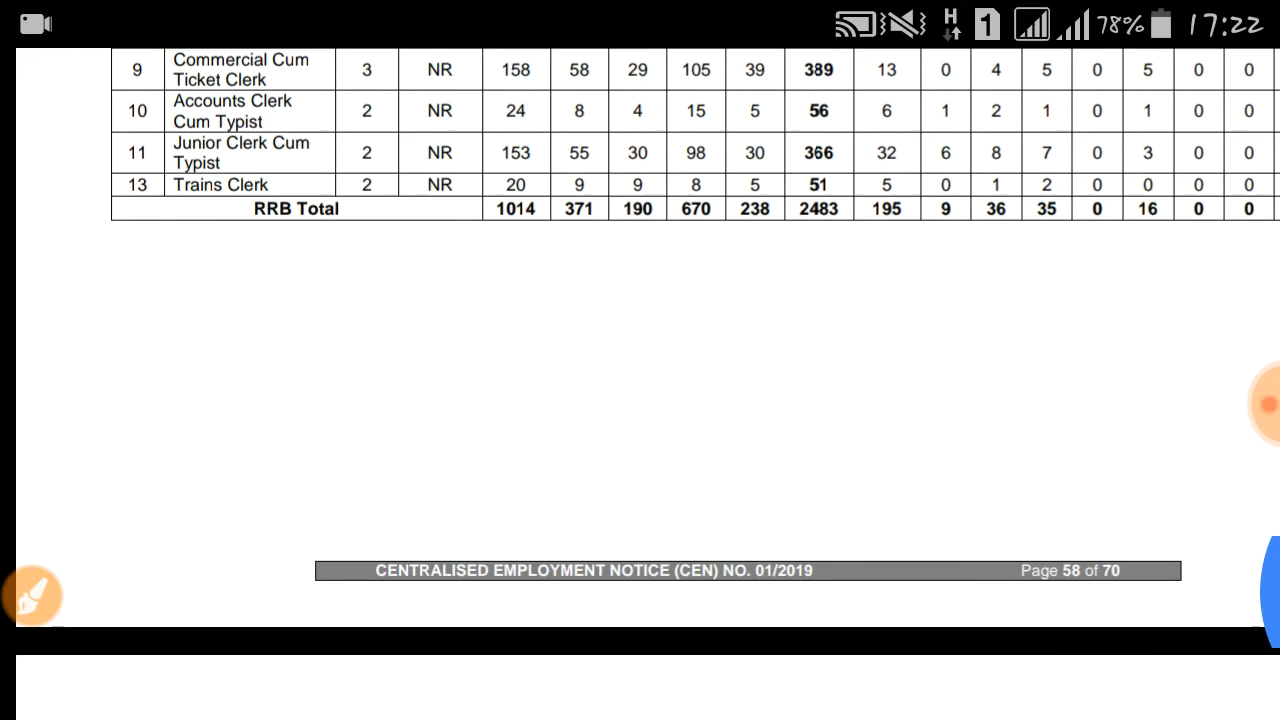 H 1 78% 17:22
9 Commercial Cum Ticket Clerk 3 NR 158 58 29 105 39 389 13 0 4 5 0 5 0 0
10 Accounts Clerk Cum Typist 2 NR 24 8 4 15 5 56 6 1 2 1 0 1 0 0
11 Junior Clerk Cum Typist 2 NR 153 55 30 98 30 366 32 6 8 7 0 3 0 0
13 Trains Clerk 2 NR 20 9 9 8 5 51 5 0 1 2 0 0 0 0
RRB Total 1014 371 190 670 238 2483 195 9 36 35 0 16 0 0
CENTRALISED EMPLOYMENT NOTICE (CEN) NO. 01/2019 Page 58 of 70